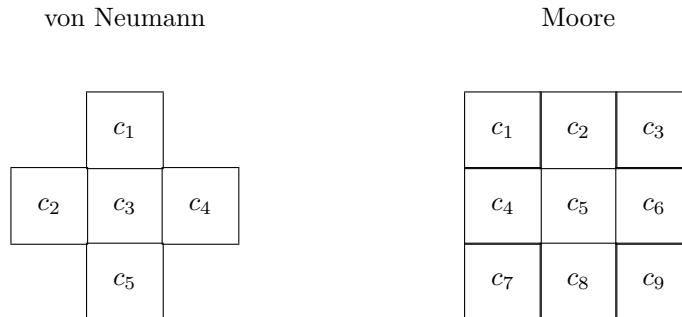 von Neumann Moore
c₁ c₁ c₂ c₃
c₂ c₃ c₄ c₄ c₅ c₆
c₅ c₇ c₈ c₉